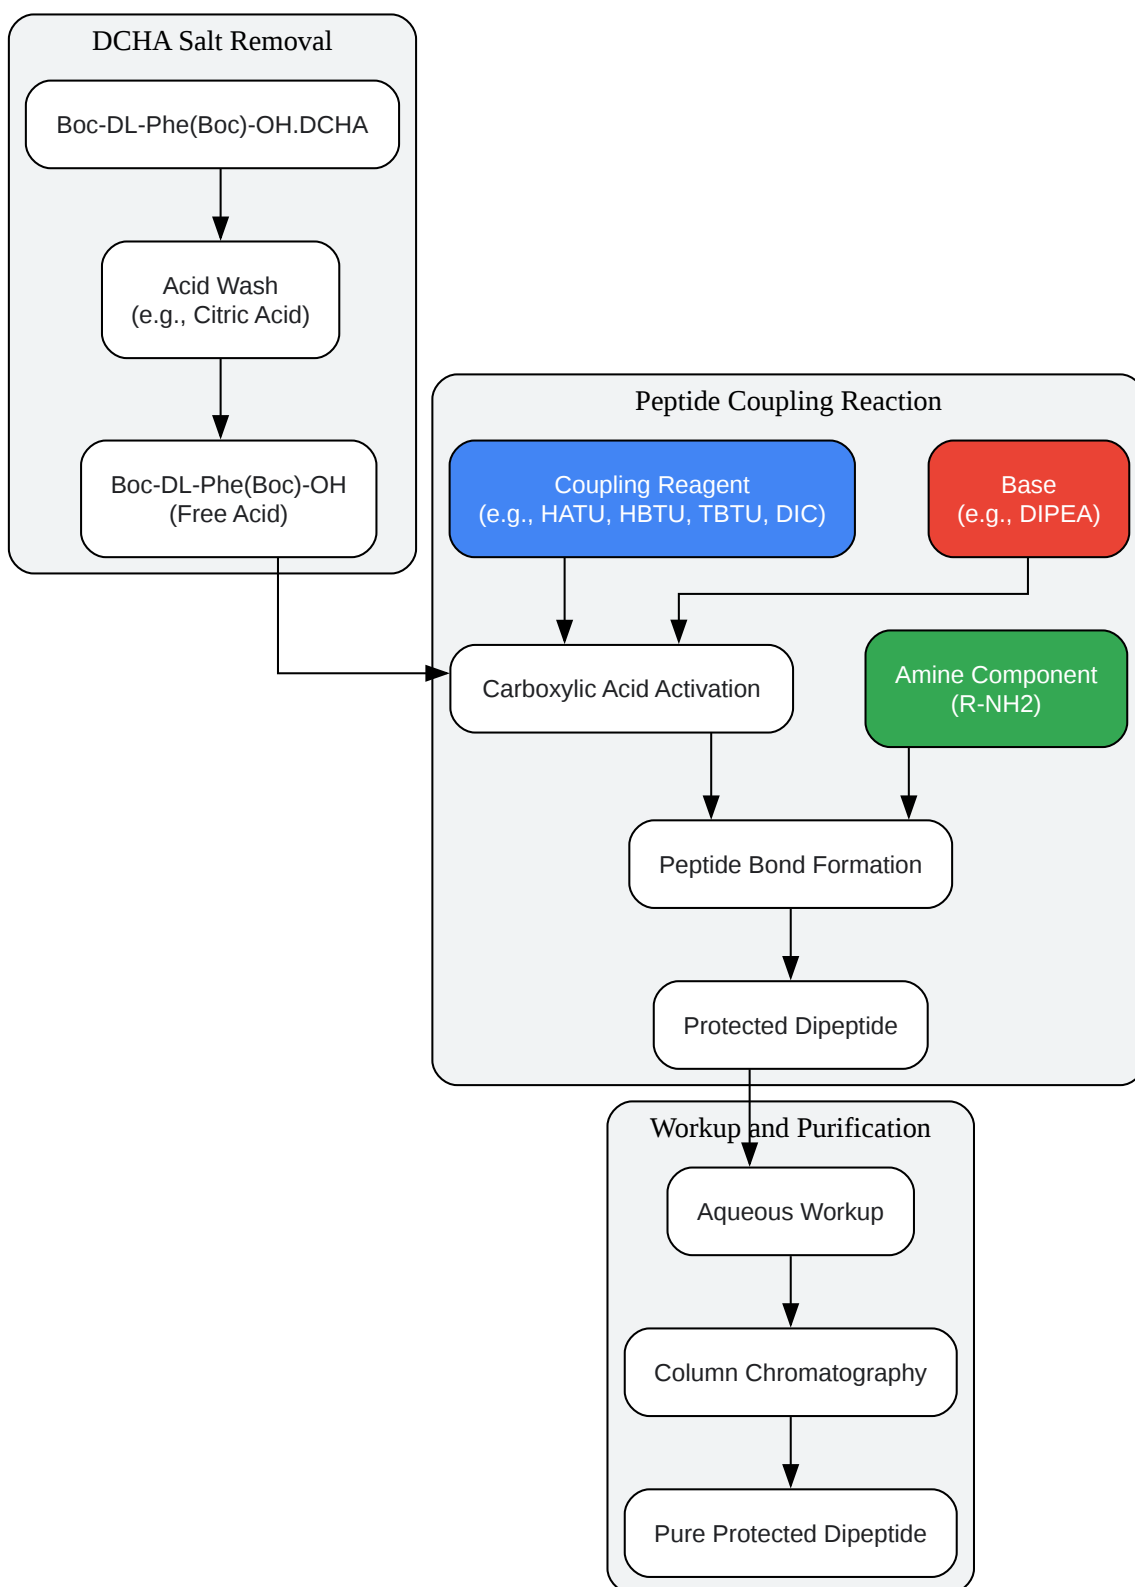 DCHA Salt Removal
Boc-DL-Phe(Boc)-OH.DCHA
Acid Wash
(e.g., Citric Acid)
Boc-DL-Phe(Boc)-OH
(Free Acid)
Peptide Coupling Reaction
Coupling Reagent
(e.g., HATU, HBTU, TBTU, DIC)
Base
(e.g., DIPEA)
Carboxylic Acid Activation
Amine Component
(R-NH2)
Peptide Bond Formation
Protected Dipeptide
Workup and Purification
Aqueous Workup
Column Chromatography
Pure Protected Dipeptide